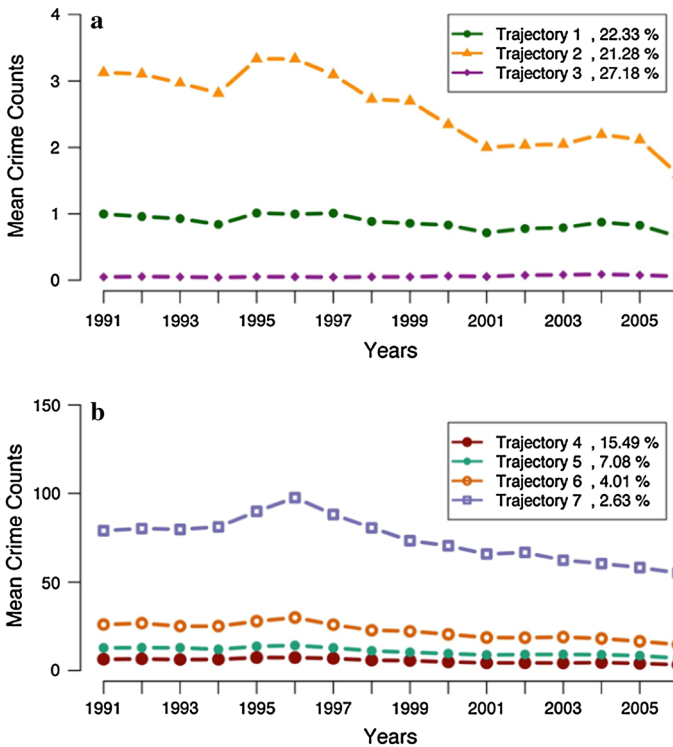 a
4
3
2
1
0
Mean Crime Counts
Trajectory 1 , 22.33 %
Trajectory 2 , 21.28 %
Trajectory 3 , 27.18 %
1991 1993 1995 1997 1999 2001 2003 2005
Years
b
150
100
50
0
Mean Crime Counts
Trajectory 4 , 15.49 %
Trajectory 5 , 7.08 %
Trajectory 6 , 4.01 %
Trajectory 7 , 2.63 %
1991 1993 1995 1997 1999 2001 2003 2005
Years